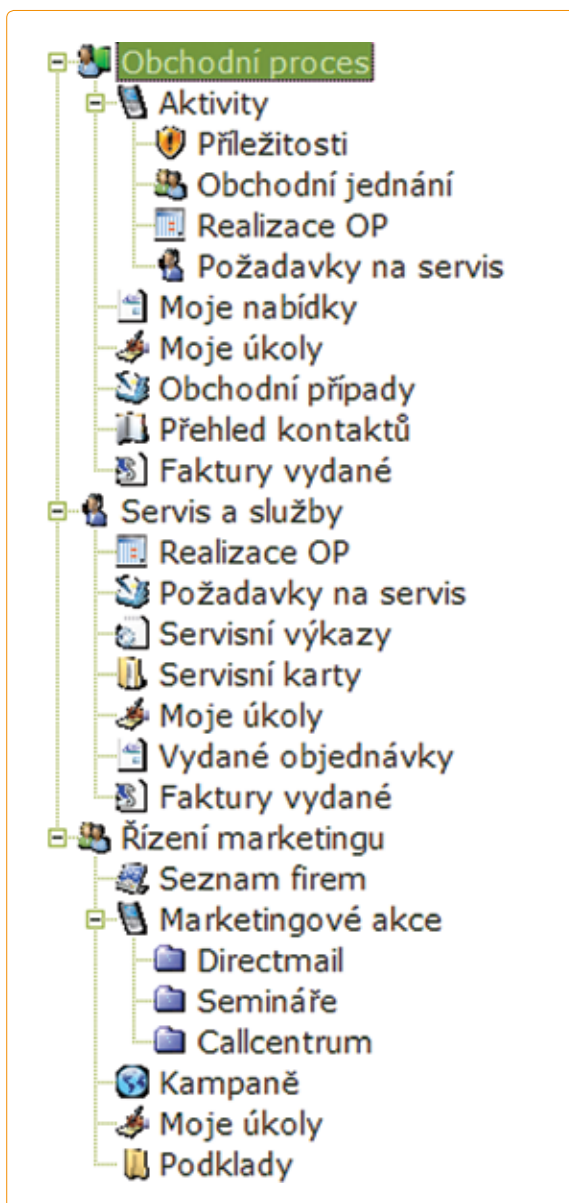 Obchodní proces
Aktivity
Příležitosti
Obchodní jednání
Realizace OP
Požadavky na servis
Moje nabídky
Moje úkoly
Obchodní případy
Přehled kontaktů
Faktury vydané
Servis a služby
Realizace OP
Požadavky na servis
Servisní výkazy
Servisní karty
Moje úkoly
Vydané objednávky
Faktury vydané
Řízení marketingu
Seznam firem
Marketingové akce
Directmail
Semináře
Callcentrum
Kampaně
Moje úkoly
Podklady